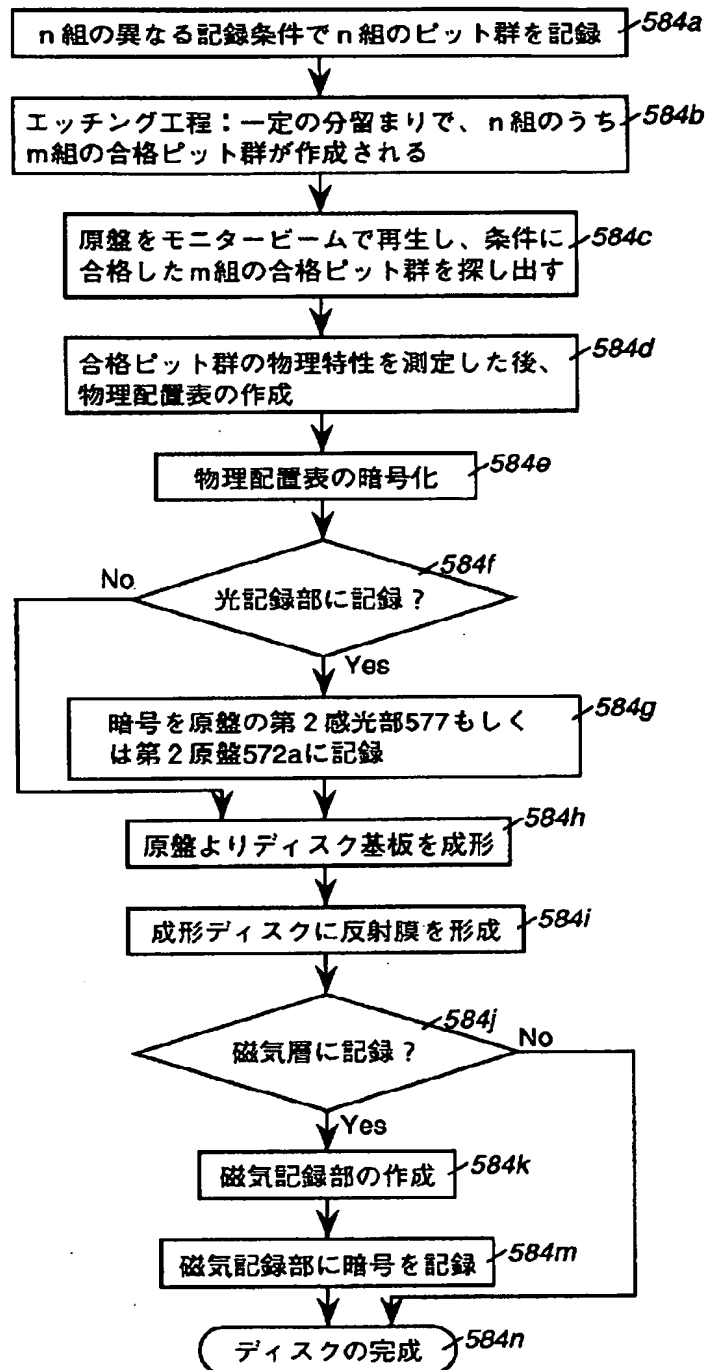 n組の異なる記録条件でn組のピット群を記録
584a
エッチング工程：一定の分留まりで、n組のうち
m組の合格ピット群が作成される
584b
原盤をモニタービームで再生し、条件に
合格したm組の合格ピット群を探し出す
584c
合格ピット群の物理特性を測定した後、
物理配置表の作成
584d
物理配置表の暗号化
584e
光記録部に記録？
584f
No
Yes
暗号を原盤の第2感光部577もしく
は第2原盤572aに記録
584g
原盤よりディスク基板を成形
584h
成形ディスクに反射膜を形成
584i
磁気層に記録？
584j
No
Yes
磁気記録部の作成
584k
磁気記録部に暗号を記録
584m
ディスクの完成
584n